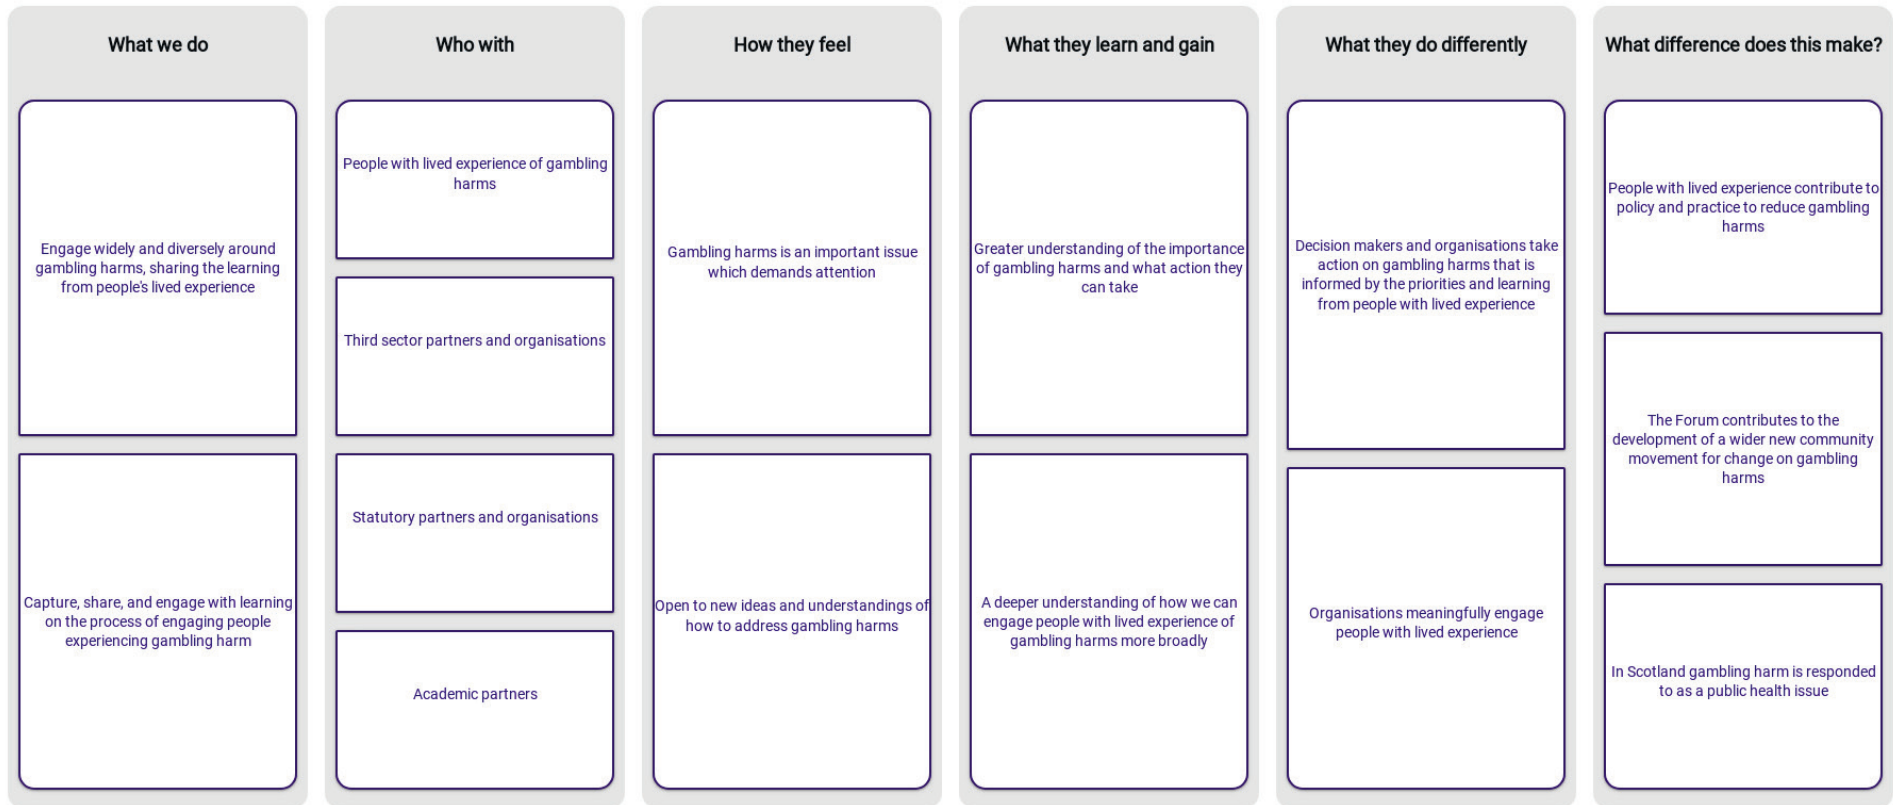 What we do
Engage widely and diversely around
gambling harms, sharing the learning
from people's lived experience
Capture, share, and engage with learning
on the process of engaging people
experiencing gambling harm
Who with
People with lived experience of gambling
harms
Third sector partners and organisations
Statutory partners and organisations
Academic partners
How they feel
Gambling harms is an important issue
which demands attention
Open to new ideas and understandings of
how to address gambling harms
What they learn and gain
Greater understanding of the importance
of gambling harms and what action they
can take
A deeper understanding of how we can
engage people with lived experience of
gambling harms more broadly
What they do differently
Decision makers and organisations take
action on gambling harms that is
informed by the priorities and learning
from people with lived experience
Organisations meaningfully engage
people with lived experience
What difference does this make?
People with lived experience contribute to
policy and practice to reduce gambling
harms
The Forum contributes to the
development of a wider new community
movement for change on gambling
harms
In Scotland gambling harm is responded
to as a public health issue